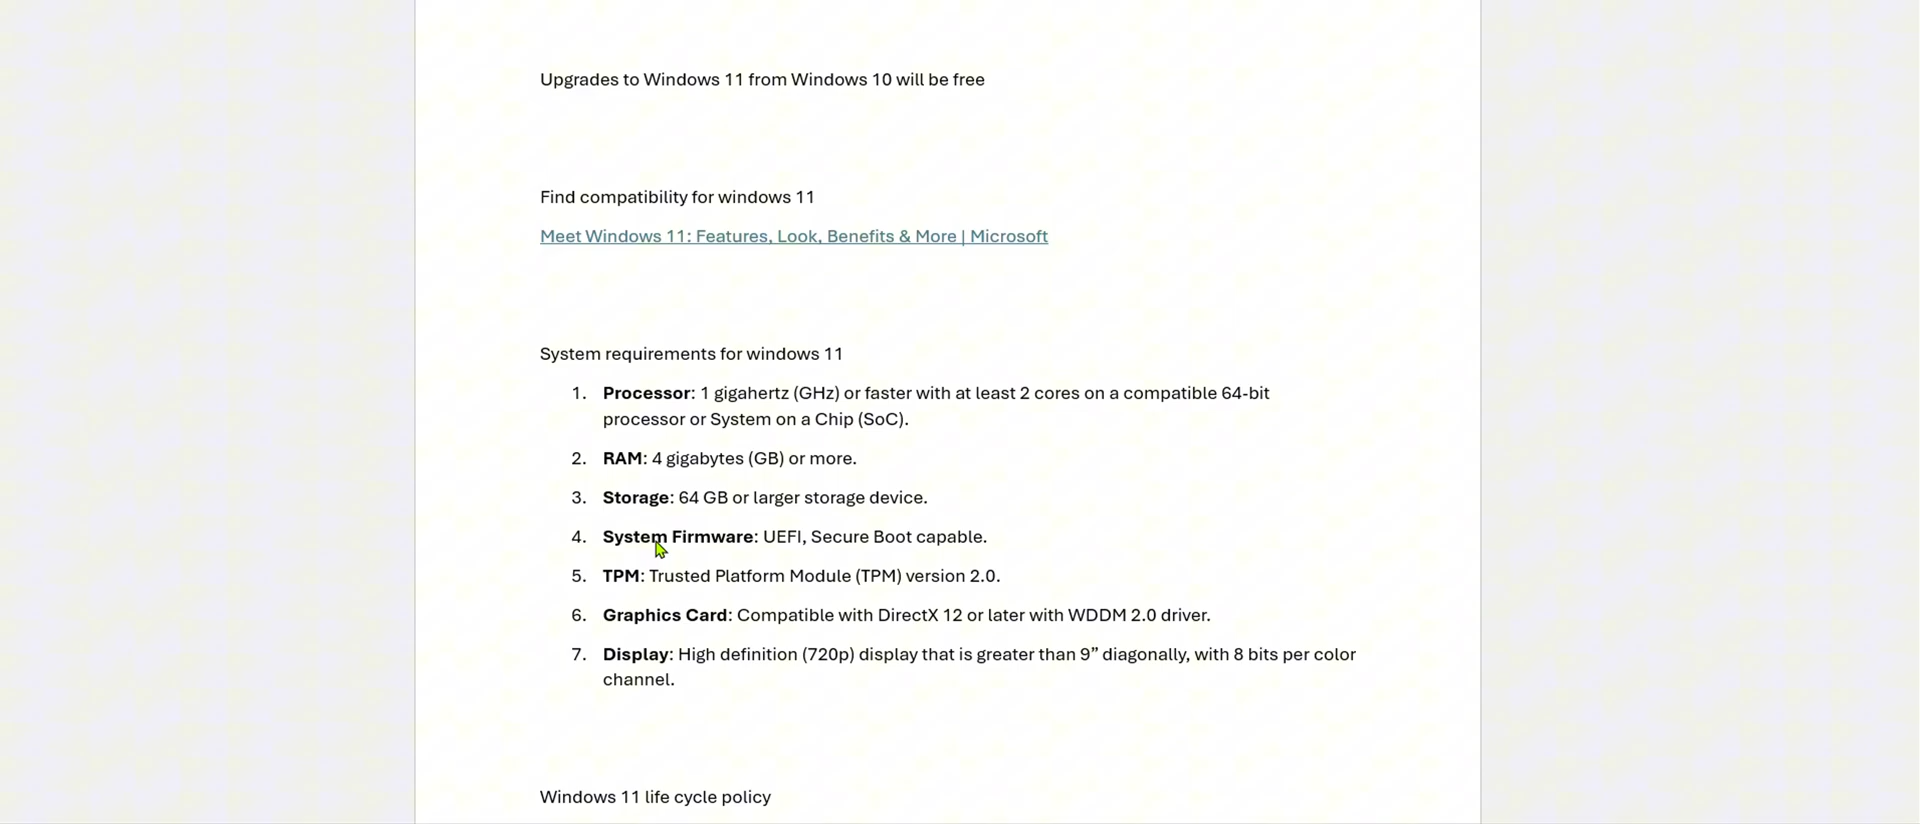 Upgrades to Windows 11 from Windows 10 will be free
Find compatibility for windows 11
Meet Windows 11: Features, Look, Benefits & More | Microsoft
System requirements for windows 11
1. Processor: 1 gigahertz (GHz) or faster with at least 2 cores on a compatible 64-bit
processor or System on a Chip (SoC).
2. RAM: 4 gigabytes (GB) or more.
3. Storage: 64 GB or larger storage device.
4. System Firmware: UEFI, Secure Boot capable.
5. TPM: Trusted Platform Module (TPM) version 2.0.
6. Graphics Card: Compatible with DirectX 12 or later with WDDM 2.0 driver.
7. Display: High definition (720p) display that is greater than 9” diagonally, with 8 bits per color
channel.
Windows 11 life cycle policy